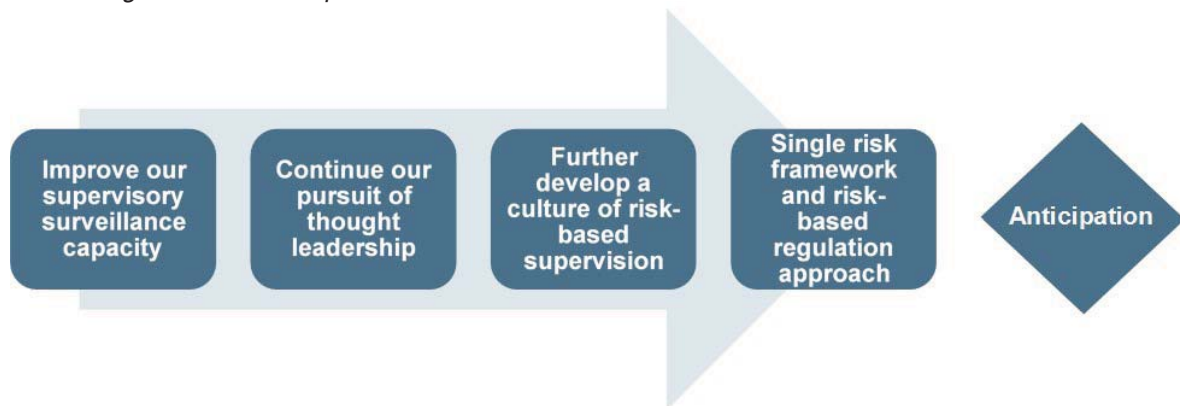 Improve our
supervisory
surveillance
capacity
Continue our
pursuit of
thought
leadership
Further
develop a
culture of risk-
based
supervision
Single risk
framework
and risk-
based
regulation
approach
Anticipation